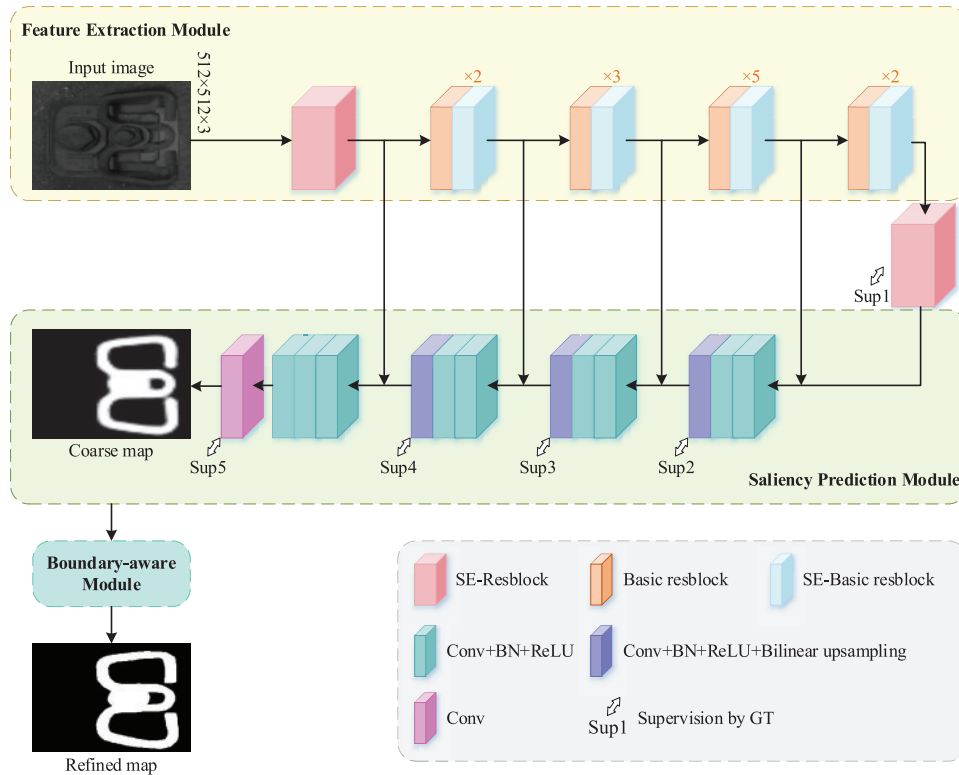 Feature Extraction Module
Input image
512×512×3
×2
×3
×5
×2
Sup1
Coarse map
Sup5
Sup4
Sup3
Sup2
Saliency Prediction Module
Boundary-aware
Module
Refined map
SE-Resblock
Basic resblock
SE-Basic resblock
Conv+BN+ReLU
Conv+BN+ReLU+Bilinear upsampling
Conv
Sup1
Supervision by GT